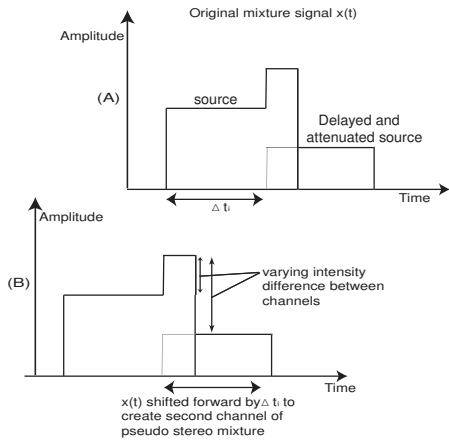 Original mixture signal x(t)
Amplitude
(A)
source
Delayed and
attenuated source
Time
△ tᵢ
Amplitude
(B)
varying intensity
difference between
channels
Time
x(t) shifted forward by△ tᵢ to
create second channel of
pseudo stereo mixture